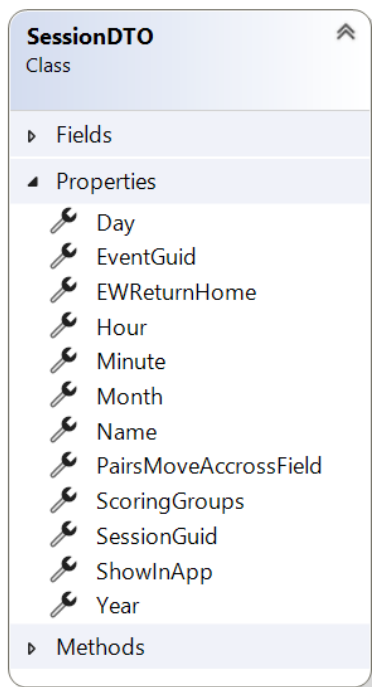 SessionDTO
Class
Fields
Properties
Day
EventGuid
EWReturnHome
Hour
Minute
Month
Name
PairsMoveAccrossField
ScoringGroups
SessionGuid
ShowInApp
Year
Methods